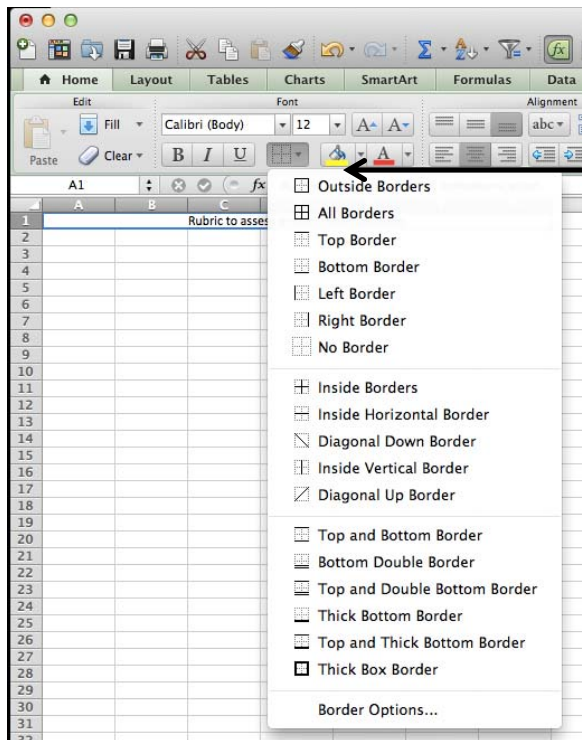 Home Layout Tables Charts SmartArt Formulas Data
Edit Font Alignment
Fill Calibri (Body) 12 A A abc
Paste Clear B I U A
A1 fx
A B C
1 Rubric to asses
2
3
4
5
6
7
8
9
10
11
12
13
14
15
16
17
18
19
20
21
22
23
24
25
26
27
28
29
30
31
32
Outside Borders
All Borders
Top Border
Bottom Border
Left Border
Right Border
No Border
Inside Borders
Inside Horizontal Border
Diagonal Down Border
Inside Vertical Border
Diagonal Up Border
Top and Bottom Border
Bottom Double Border
Top and Double Bottom Border
Thick Bottom Border
Top and Thick Bottom Border
Thick Box Border
Border Options...